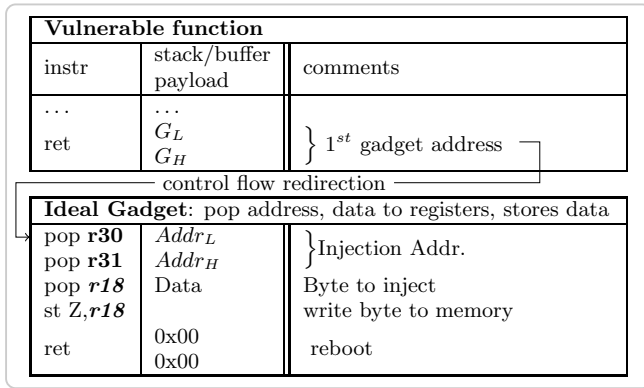 Vulnerable function
instr stack/buffer payload comments
... ...
ret G_L G_H } 1^st gadget address
control flow redirection
Ideal Gadget: pop address, data to registers, stores data
pop r30 Addr_L
pop r31 Addr_H }Injection Addr.
pop r18 Data Byte to inject
st Z,r18 write byte to memory
ret 0x00 0x00 reboot